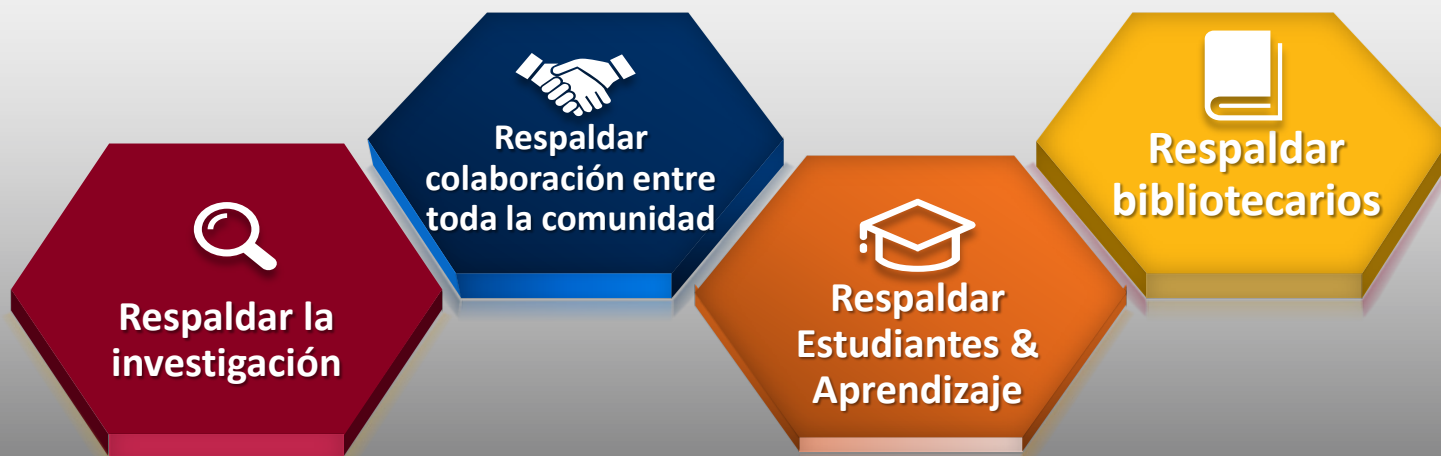 Respaldar la
investigación
Respaldar
colaboración entre
toda la comunidad
Respaldar
Estudiantes &
Aprendizaje
Respaldar
bibliotecarios